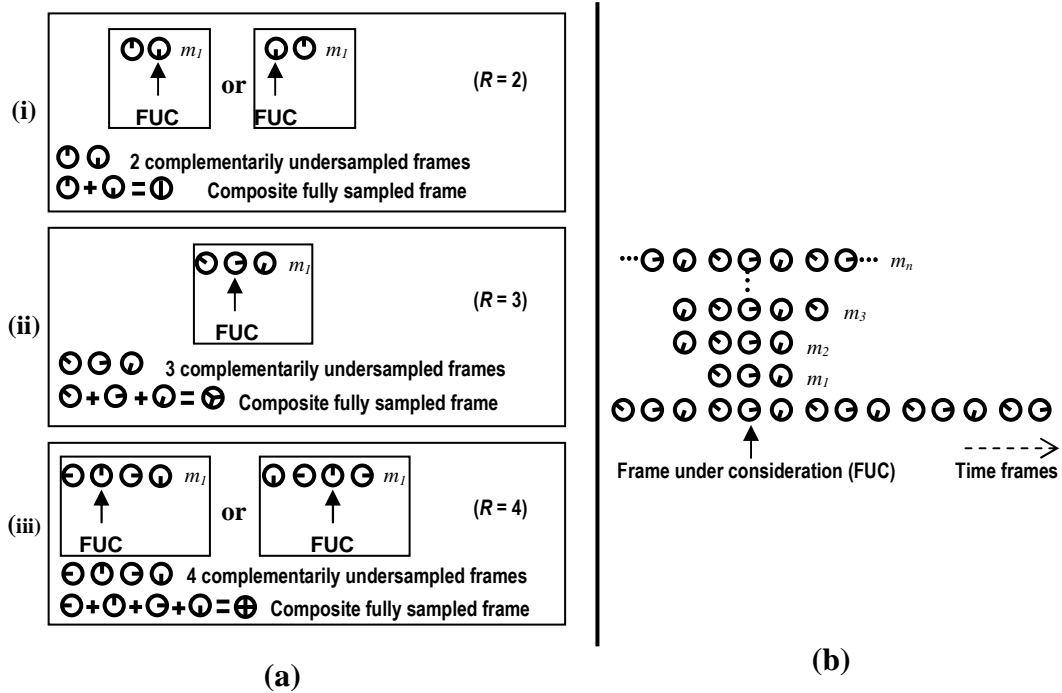 (i)
m1 or m1
(R = 2)
FUC FUC
2 complementarily undersampled frames
+ = Composite fully sampled frame
(ii)
m1
(R = 3)
FUC
3 complementarily undersampled frames
+ + = Composite fully sampled frame
(iii)
m1 or m1
(R = 4)
FUC FUC
4 complementarily undersampled frames
+ + + = Composite fully sampled frame
(a)
... ... mn
m3
m2
m1
Frame under consideration (FUC)
Time frames
(b)